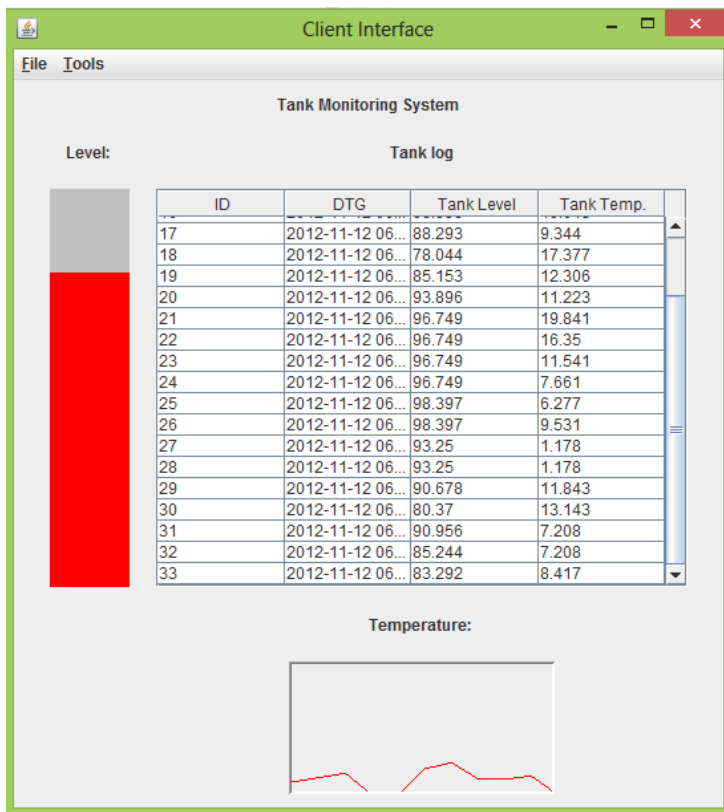 Client Interface
File Tools
Tank Monitoring System
Level: Tank log
ID DTG Tank Level Tank Temp.
17 2012-11-12 06... 88.293 9.344
18 2012-11-12 06... 78.044 17.377
19 2012-11-12 06... 85.153 12.306
20 2012-11-12 06... 93.896 11.223
21 2012-11-12 06... 96.749 19.841
22 2012-11-12 06... 96.749 16.35
23 2012-11-12 06... 96.749 11.541
24 2012-11-12 06... 96.749 7.661
25 2012-11-12 06... 98.397 6.277
26 2012-11-12 06... 98.397 9.531
27 2012-11-12 06... 93.25 1.178
28 2012-11-12 06... 93.25 1.178
29 2012-11-12 06... 90.678 11.843
30 2012-11-12 06... 80.37 13.143
31 2012-11-12 06... 90.956 7.208
32 2012-11-12 06... 85.244 7.208
33 2012-11-12 06... 83.292 8.417
Temperature: